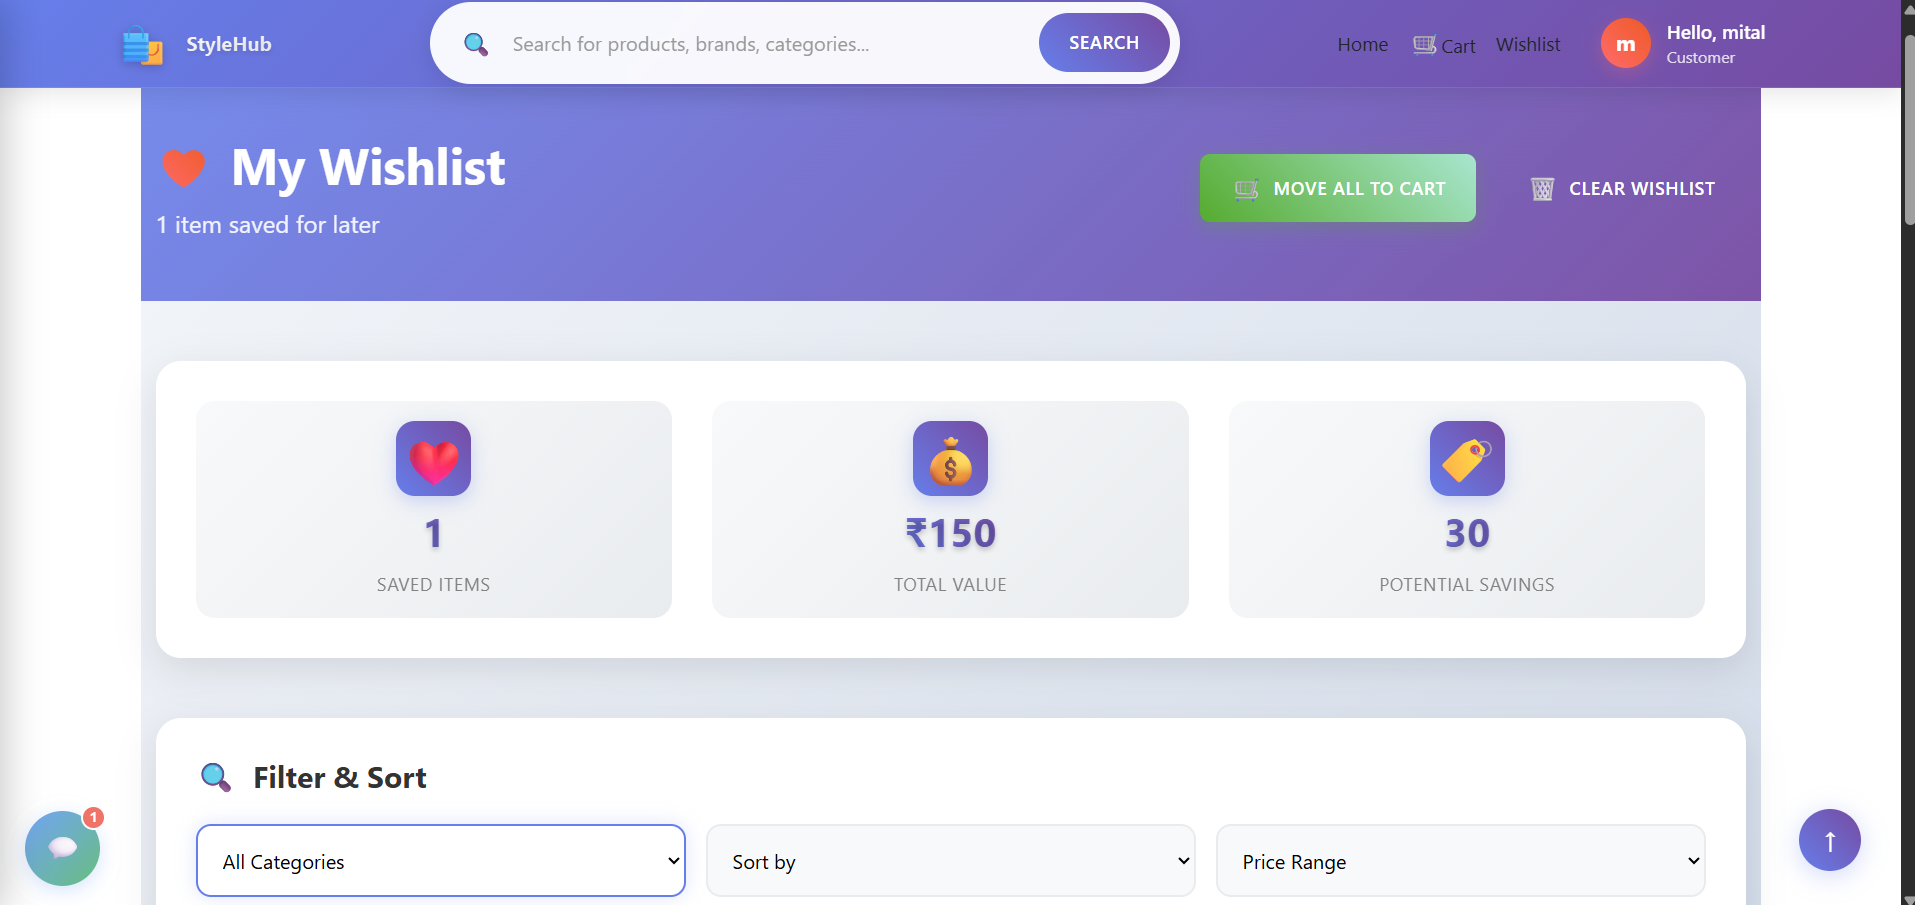 StyleHub
Search for products, brands, categories...
SEARCH
Home
Cart
Wishlist
m
Hello, mital
Customer
My Wishlist
1 item saved for later
MOVE ALL TO CART
CLEAR WISHLIST
1
SAVED ITEMS
₹150
TOTAL VALUE
30
POTENTIAL SAVINGS
Filter & Sort
All Categories
Sort by
Price Range
1
↑